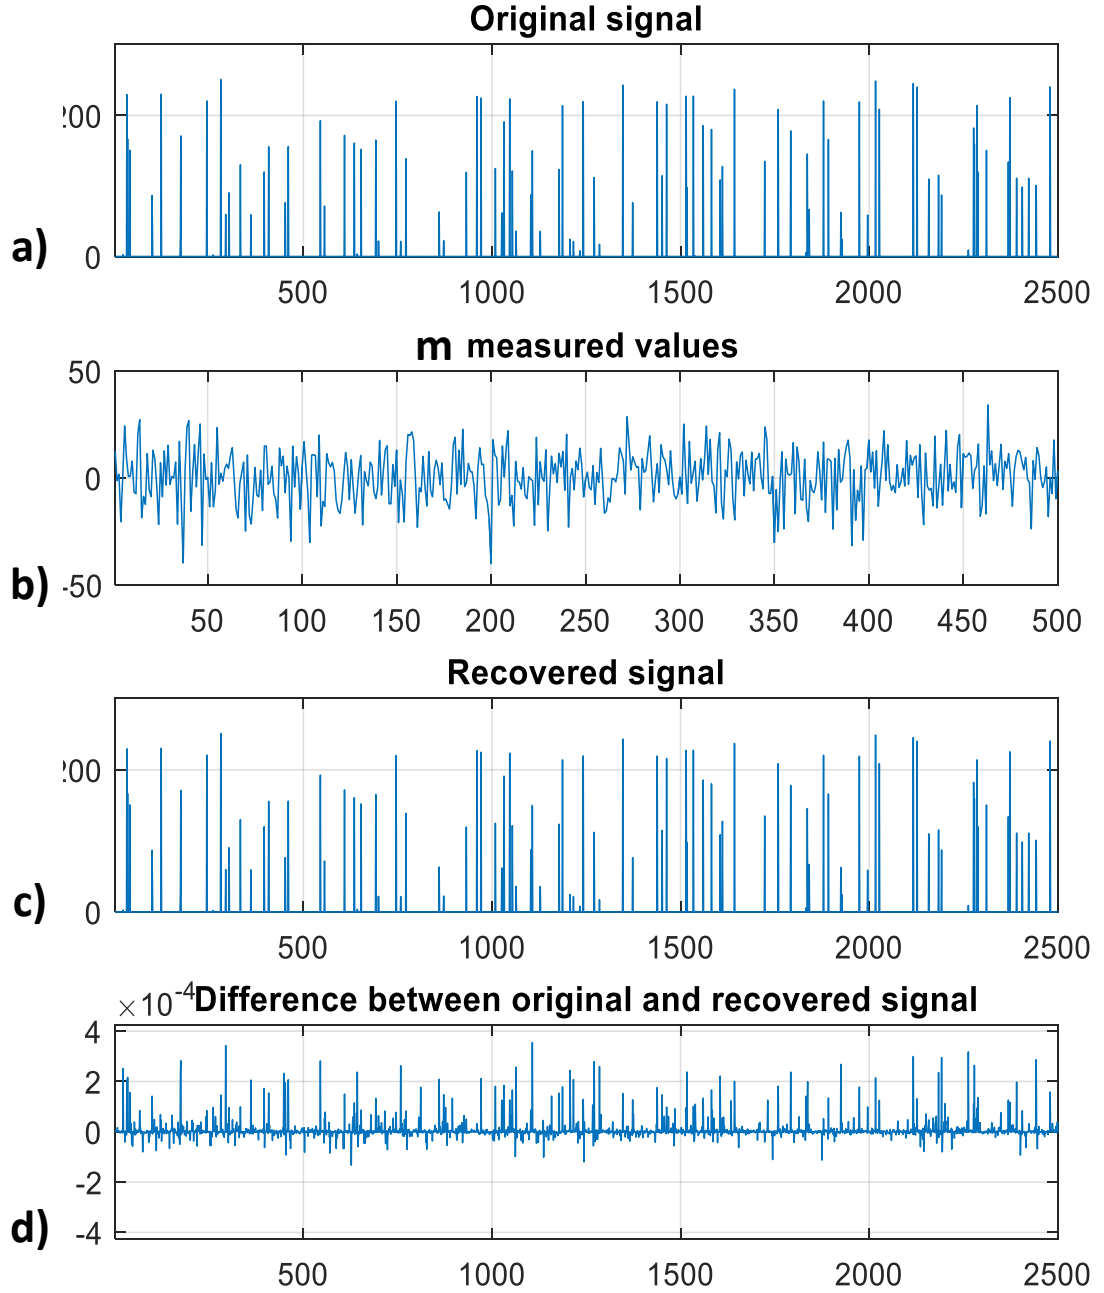 Original signal
200
a)
0
500 1000 1500 2000 2500
m measured values
50
0
b)
-50
50 100 150 200 250 300 350 400 450 500
Recovered signal
200
c)
0
500 1000 1500 2000 2500
×10-4 Difference between original and recovered signal
4
2
0
-2
d)
-4
500 1000 1500 2000 2500